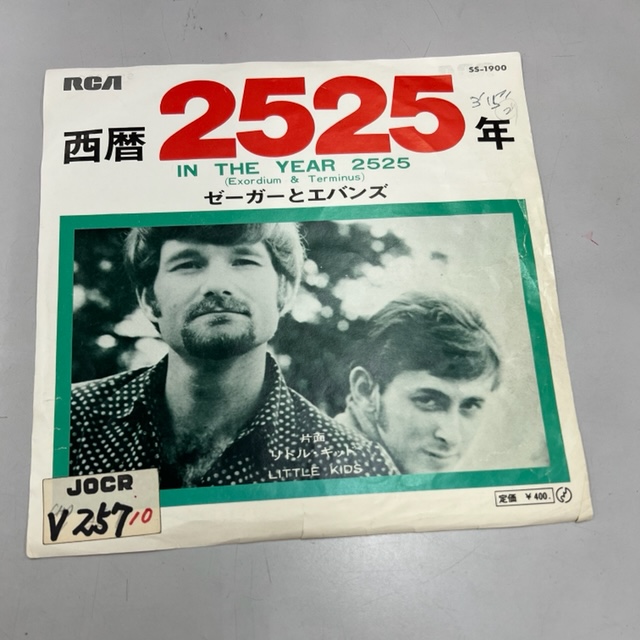 RCA
SS-1900
西暦 2525 年
IN THE YEAR 2525
(Exordium & Terminus)
ゼーガーとエバンズ
片面
リトル・キッド
LITTLE KIDS
JOCR
V257 10
定価 ¥400.